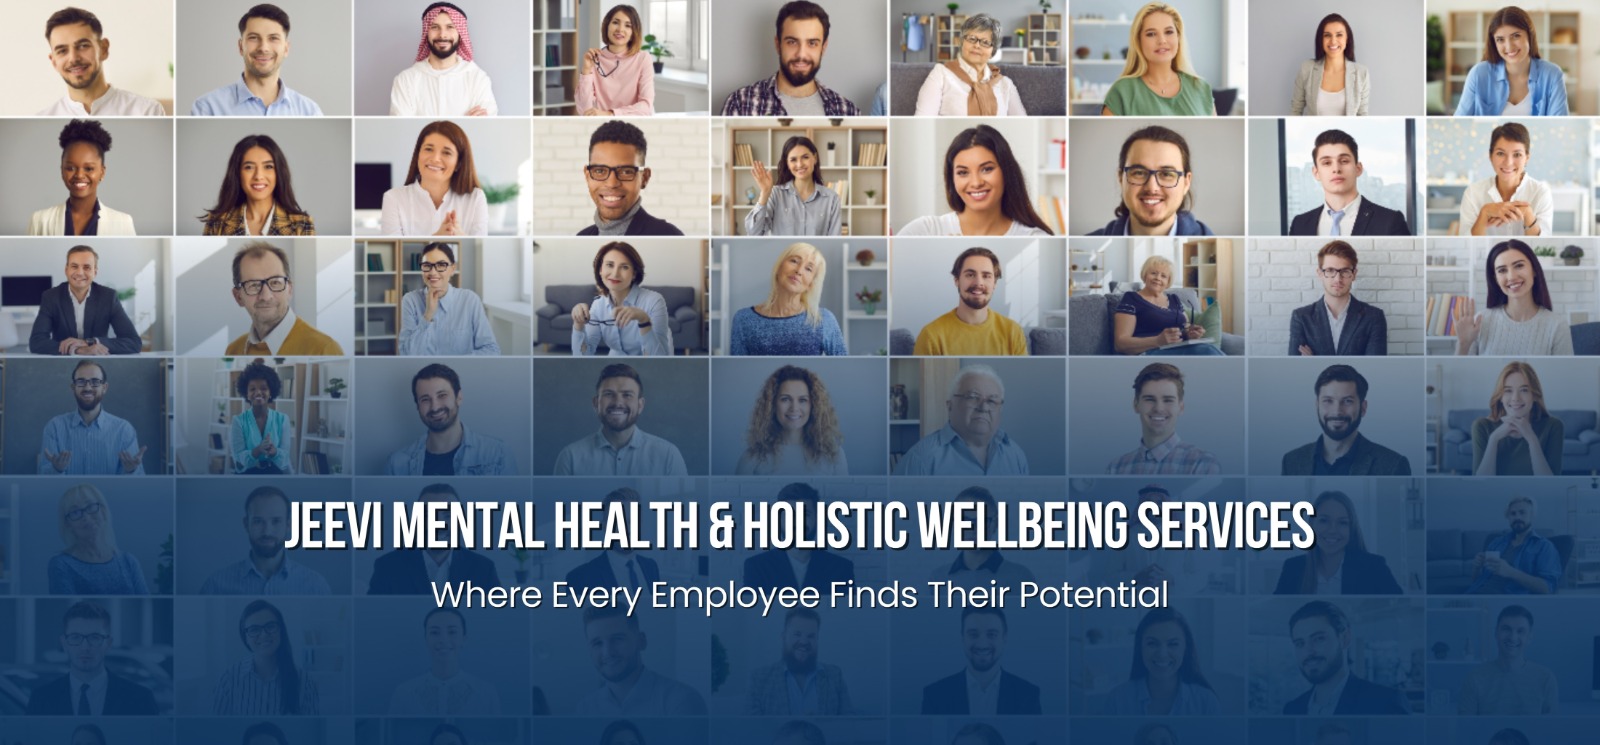 JEEVI MENTAL HEALTH & HOLISTIC WELLBEING SERVICES
Where Every Employee Finds Their Potential